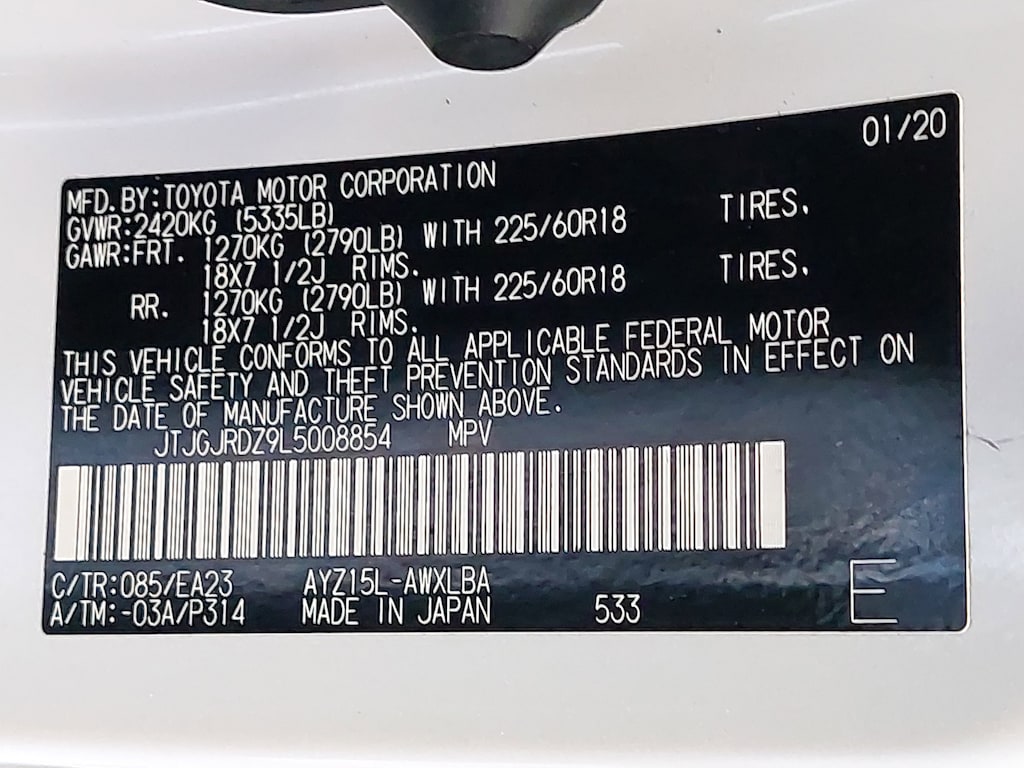 01/20
MFD. BY: TOYOTA MOTOR CORPORATION
GVWR: 2420KG (5335LB)
GAWR: FRT. 1270KG (2790LB) WITH 225/60R18 TIRES.
18X7 1/2J RIMS.
RR. 1270KG (2790LB) WITH 225/60R18 TIRES.
18X7 1/2J RIMS.
THIS VEHICLE CONFORMS TO ALL APPLICABLE FEDERAL MOTOR
VEHICLE SAFETY AND THEFT PREVENTION STANDARDS IN EFFECT ON
THE DATE OF MANUFACTURE SHOWN ABOVE.
JTJGJRDZ9L5008854 MPV
C/TR: 085/EA23 AYZ15L-AWXLBA
A/TM: -03A/P314 MADE IN JAPAN 533 E